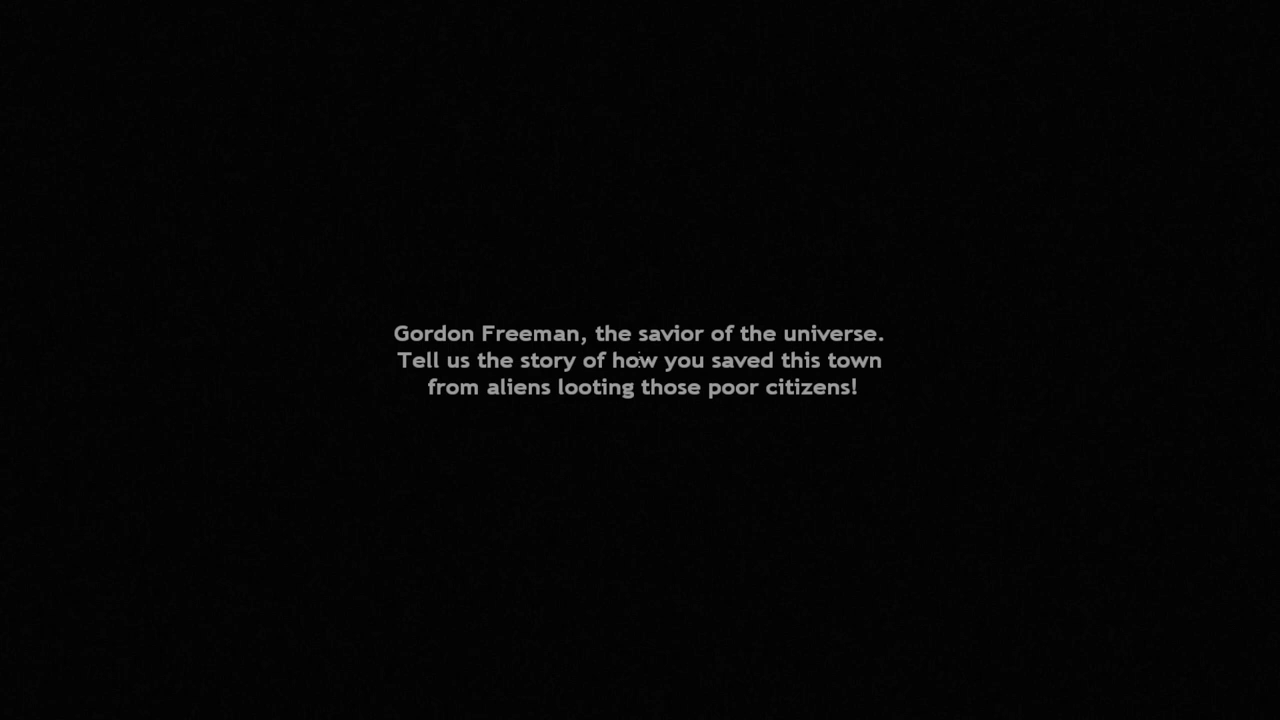 Gordon Freeman, the savior of the universe.
Tell us the story of how you saved this town
from aliens looting those poor citizens!